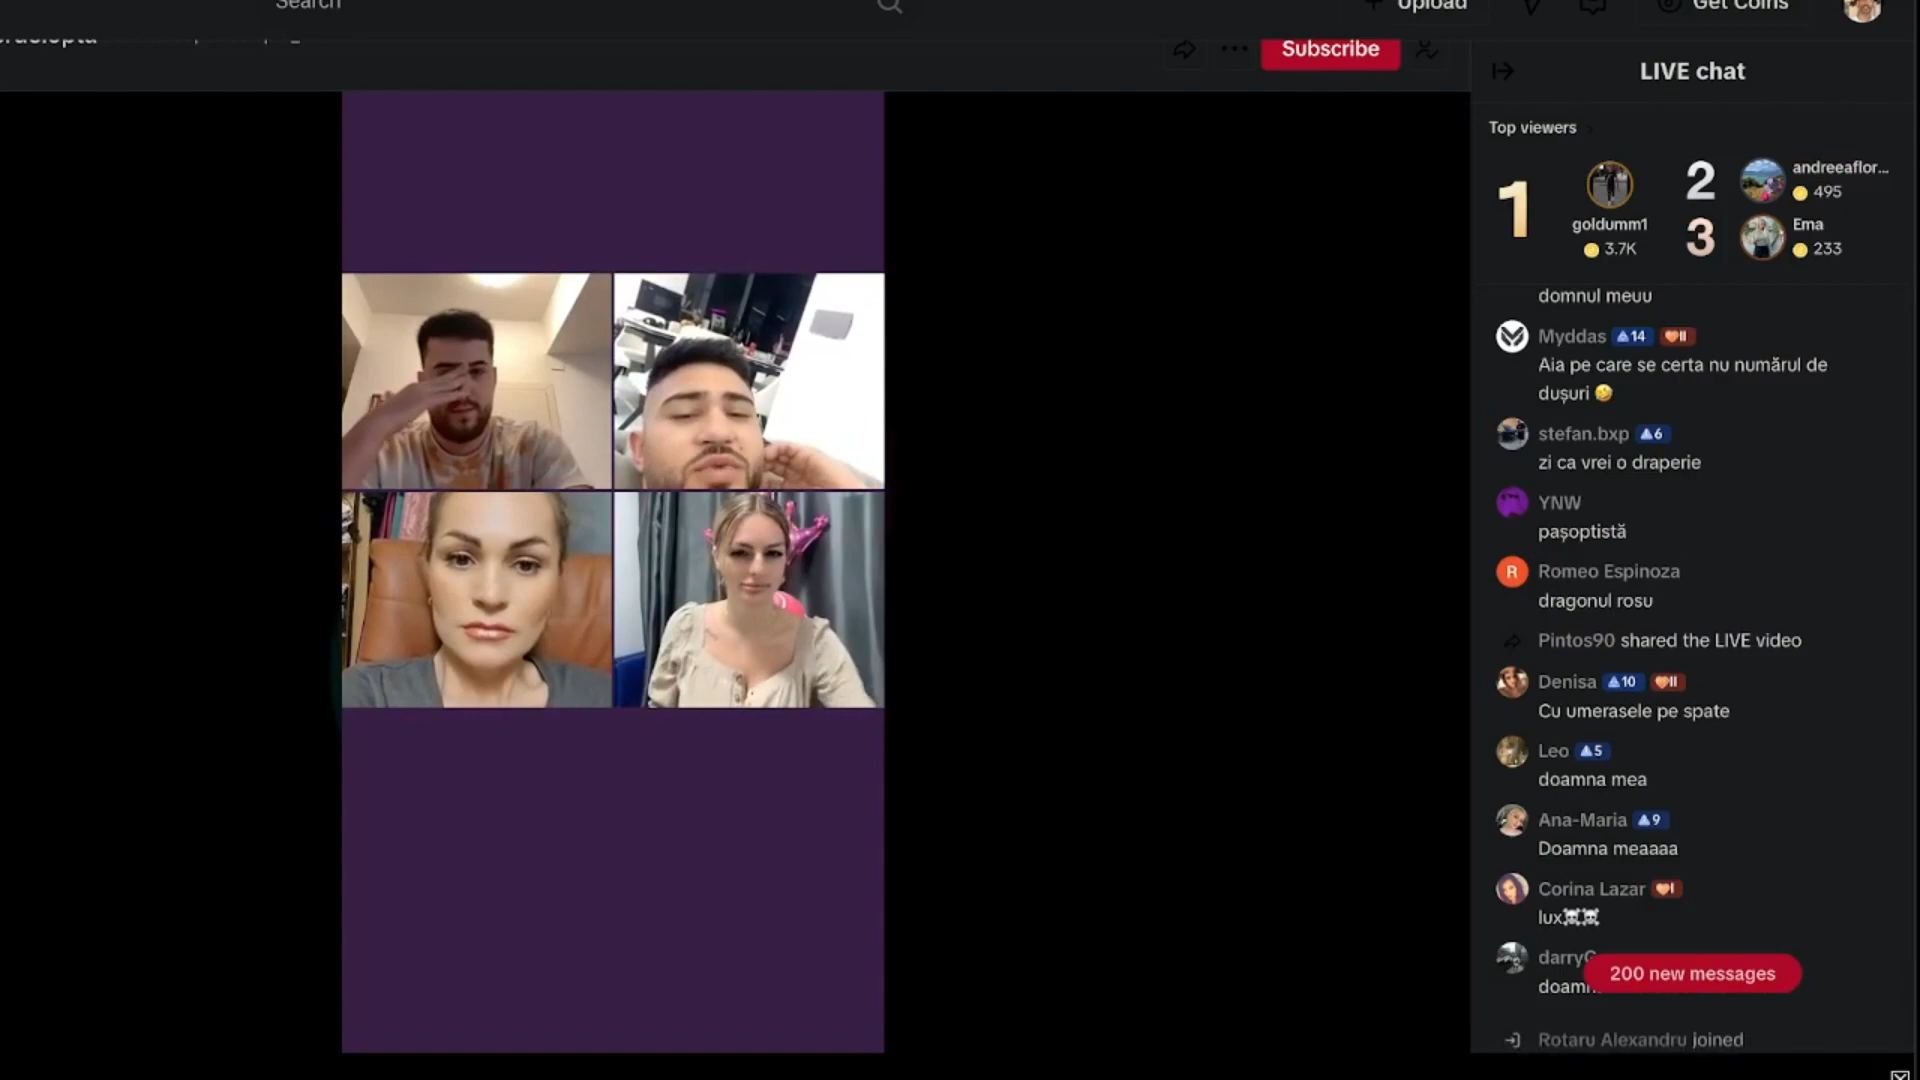 Search
Upload
Get Coins
Subscribe
LIVE chat
Top viewers
1
goldumm1
3.7K
2
andreeaflor...
495
3
Ema
233
domnul meuu
Myddas 14 II
Aia pe care se certa nu numărul de
dușuri 🤣
stefan.bxp 6
zi ca vrei o draperie
YNW
pașoptistă
R Romeo Espinoza
dragonul rosu
Pintos90 shared the LIVE video
Denisa 10 II
Cu umerasele pe spate
Leo 5
doamna mea
Ana-Maria 9
Doamna meaaaa
Corina Lazar I
lux☠️☠️
200 new messages
Rotaru Alexandru joined